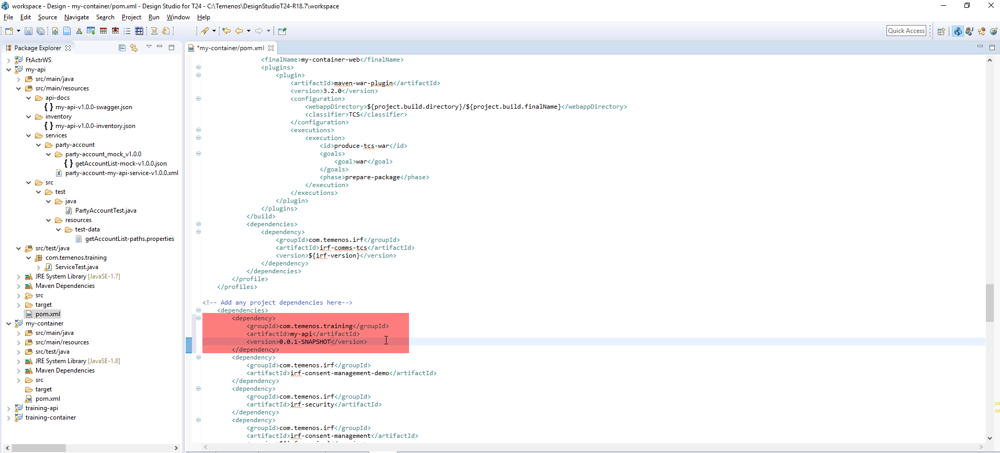 workspace - Design - my-container/pom.xml - Design Studio for T24 - C:\Temenos\DesignStudioT24-R18.7\workspace
File Edit Source Navigate Search Project Run Window Help
Quick Access
Package Explorer
*my-container/pom.xml
FtActrWS
my-api
src/main/java
src/main/resources
api-docs
{ } my-api-v1.0.0-swagger.json
inventory
{ } my-api-v1.0.0-inventory.json
services
party-account
party-account_mock_v1.0.0
{ } getAccountList-mock-v1.0.0.json
party-account-my-api-service-v1.0.0.xml
src
test
java
PartyAccountTest.java
resources
test-data
getAccountList-paths.properties
src/test/java
com.temenos.training
ServiceTest.java
JRE System Library [JavaSE-1.7]
Maven Dependencies
src
target
pom.xml
my-container
src/main/java
src/main/resources
src/test/java
JRE System Library [JavaSE-1.8]
Maven Dependencies
src
target
pom.xml
training-api
training-container
<finalName>my-container-web</finalName>
<plugins>
<plugin>
<artifactId>maven-war-plugin</artifactId>
<version>3.2.0</version>
<configuration>
<webappDirectory>${project.build.directory}/${project.build.finalName}</webappDirectory>
<classifier>TCS</classifier>
</configuration>
<executions>
<execution>
<id>produce-tcs-war</id>
<goals>
<goal>war</goal>
</goals>
<phase>prepare-package</phase>
</execution>
</executions>
</plugin>
</plugins>
</build>
<dependencies>
<dependency>
<groupId>com.temenos.irf</groupId>
<artifactId>irf-comms-tcs</artifactId>
<version>${irf-version}</version>
</dependency>
</dependencies>
</profile>
</profiles>
<!-- Add any project dependencies here-->
<dependencies>
<dependency>
<groupId>com.temenos.training</groupId>
<artifactId>my-api</artifactId>
<version>0.0.1-SNAPSHOT</version>
</dependency>
<dependency>
<groupId>com.temenos.irf</groupId>
<artifactId>irf-consent-management-demo</artifactId>
</dependency>
<dependency>
<groupId>com.temenos.irf</groupId>
<artifactId>irf-security</artifactId>
</dependency>
<dependency>
<groupId>com.temenos.irf</groupId>
<artifactId>irf-consent-management</artifactId>